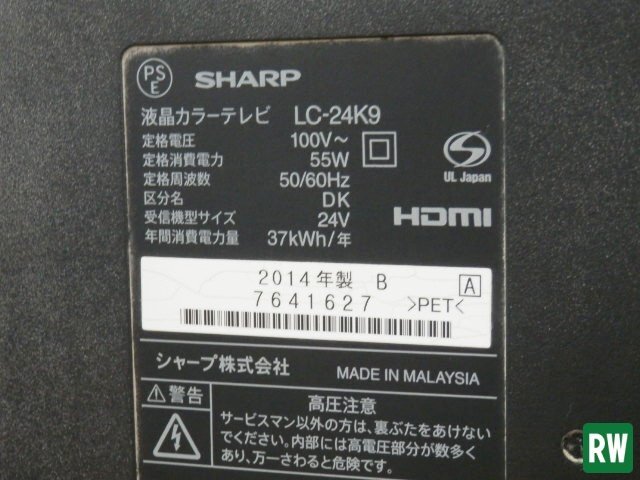 PS
E
SHARP
液晶カラーテレビ LC-24K9
定格電圧 100V～
定格消費電力 55W
定格周波数 50/60Hz
区分名 DK
受信機型サイズ 24V
年間消費電力量 37kWh/年
S
UL Japan
HDMI
2014年製 B A
7641627 >PET<
シャープ株式会社 MADE IN MALAYSIA
⚠警告 高圧注意
サービスマン以外の方は、裏ぶたをあけない
でください。内部には高電圧部分が数多く
あり、万一さわると危険です。
RW